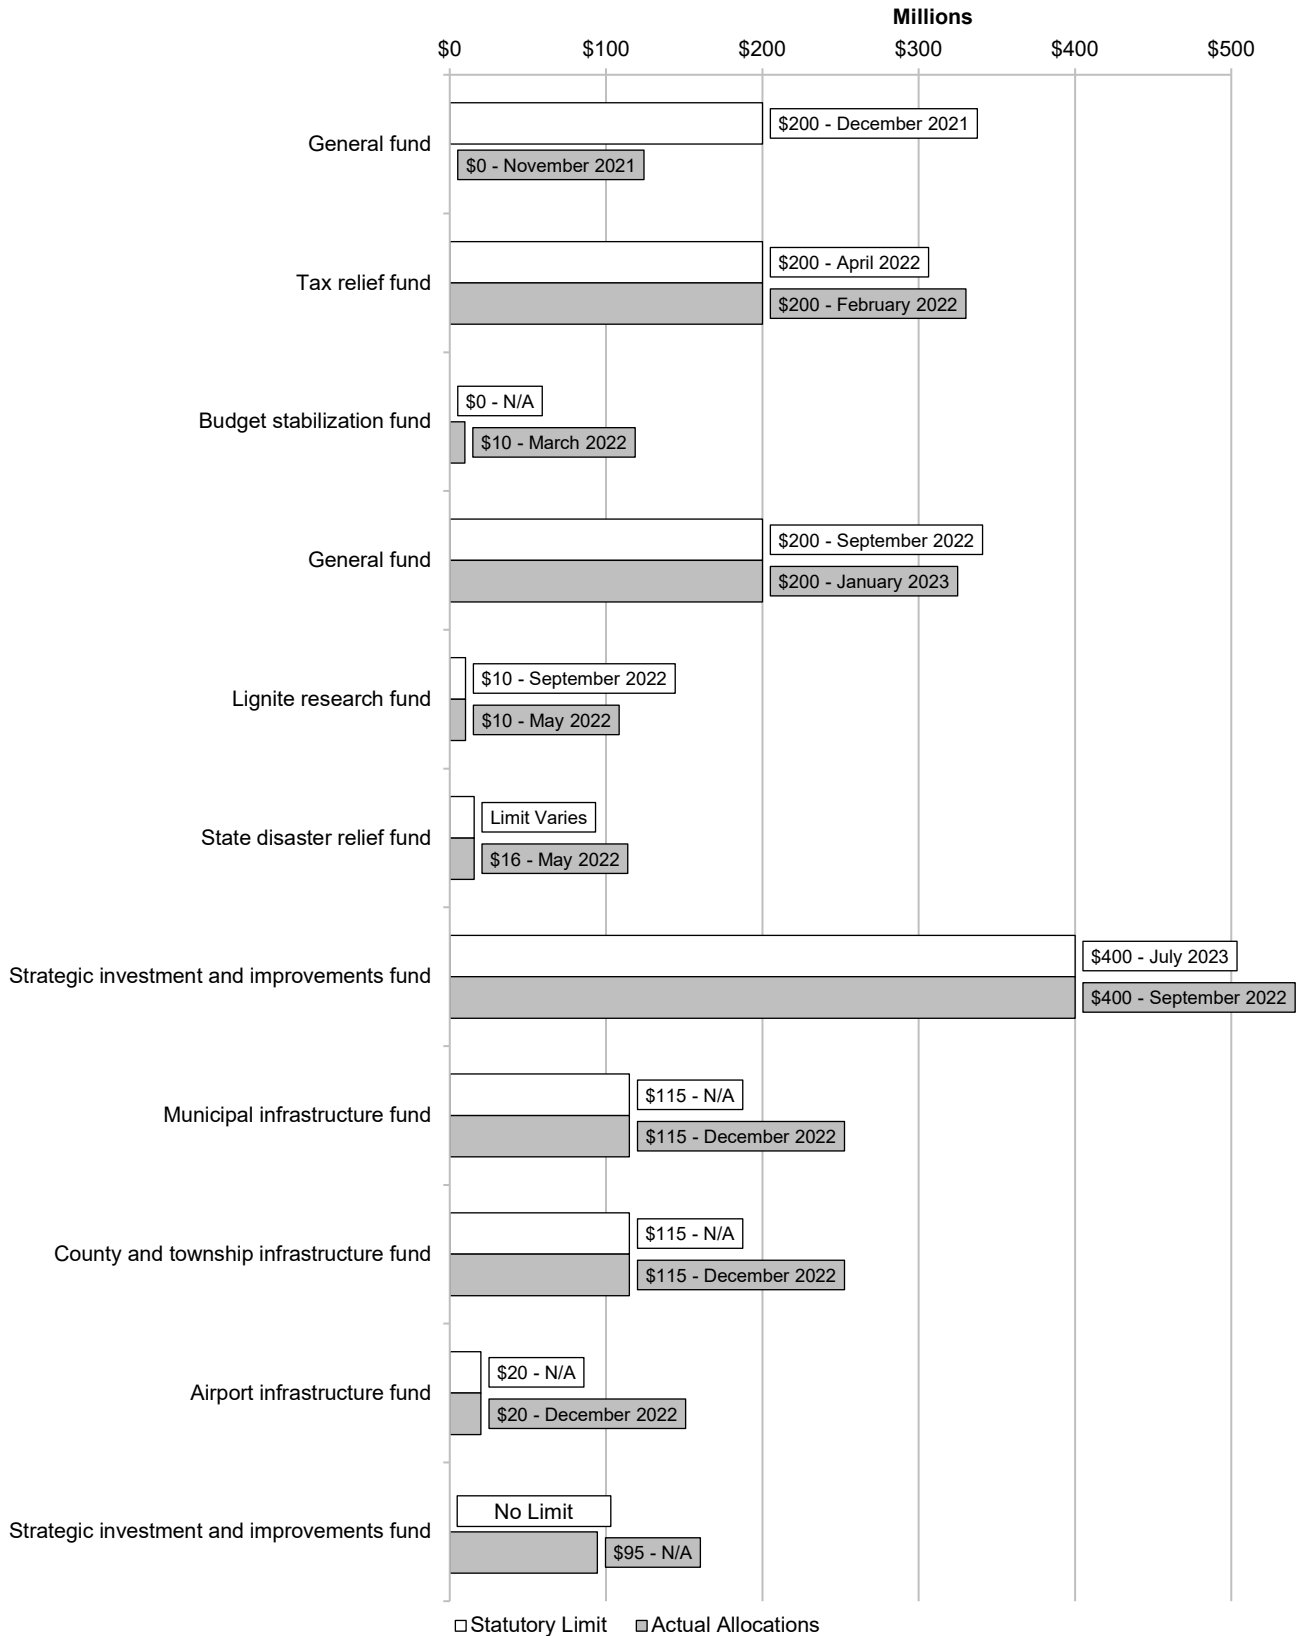 Millions
$0 $100 $200 $300 $400 $500
General fund
$200 - December 2021
$0 - November 2021
Tax relief fund
$200 - April 2022
$200 - February 2022
Budget stabilization fund
$0 - N/A
$10 - March 2022
General fund
$200 - September 2022
$200 - January 2023
Lignite research fund
$10 - September 2022
$10 - May 2022
State disaster relief fund
Limit Varies
$16 - May 2022
Strategic investment and improvements fund
$400 - July 2023
$400 - September 2022
Municipal infrastructure fund
$115 - N/A
$115 - December 2022
County and township infrastructure fund
$115 - N/A
$115 - December 2022
Airport infrastructure fund
$20 - N/A
$20 - December 2022
Strategic investment and improvements fund
No Limit
$95 - N/A
Statutory Limit Actual Allocations